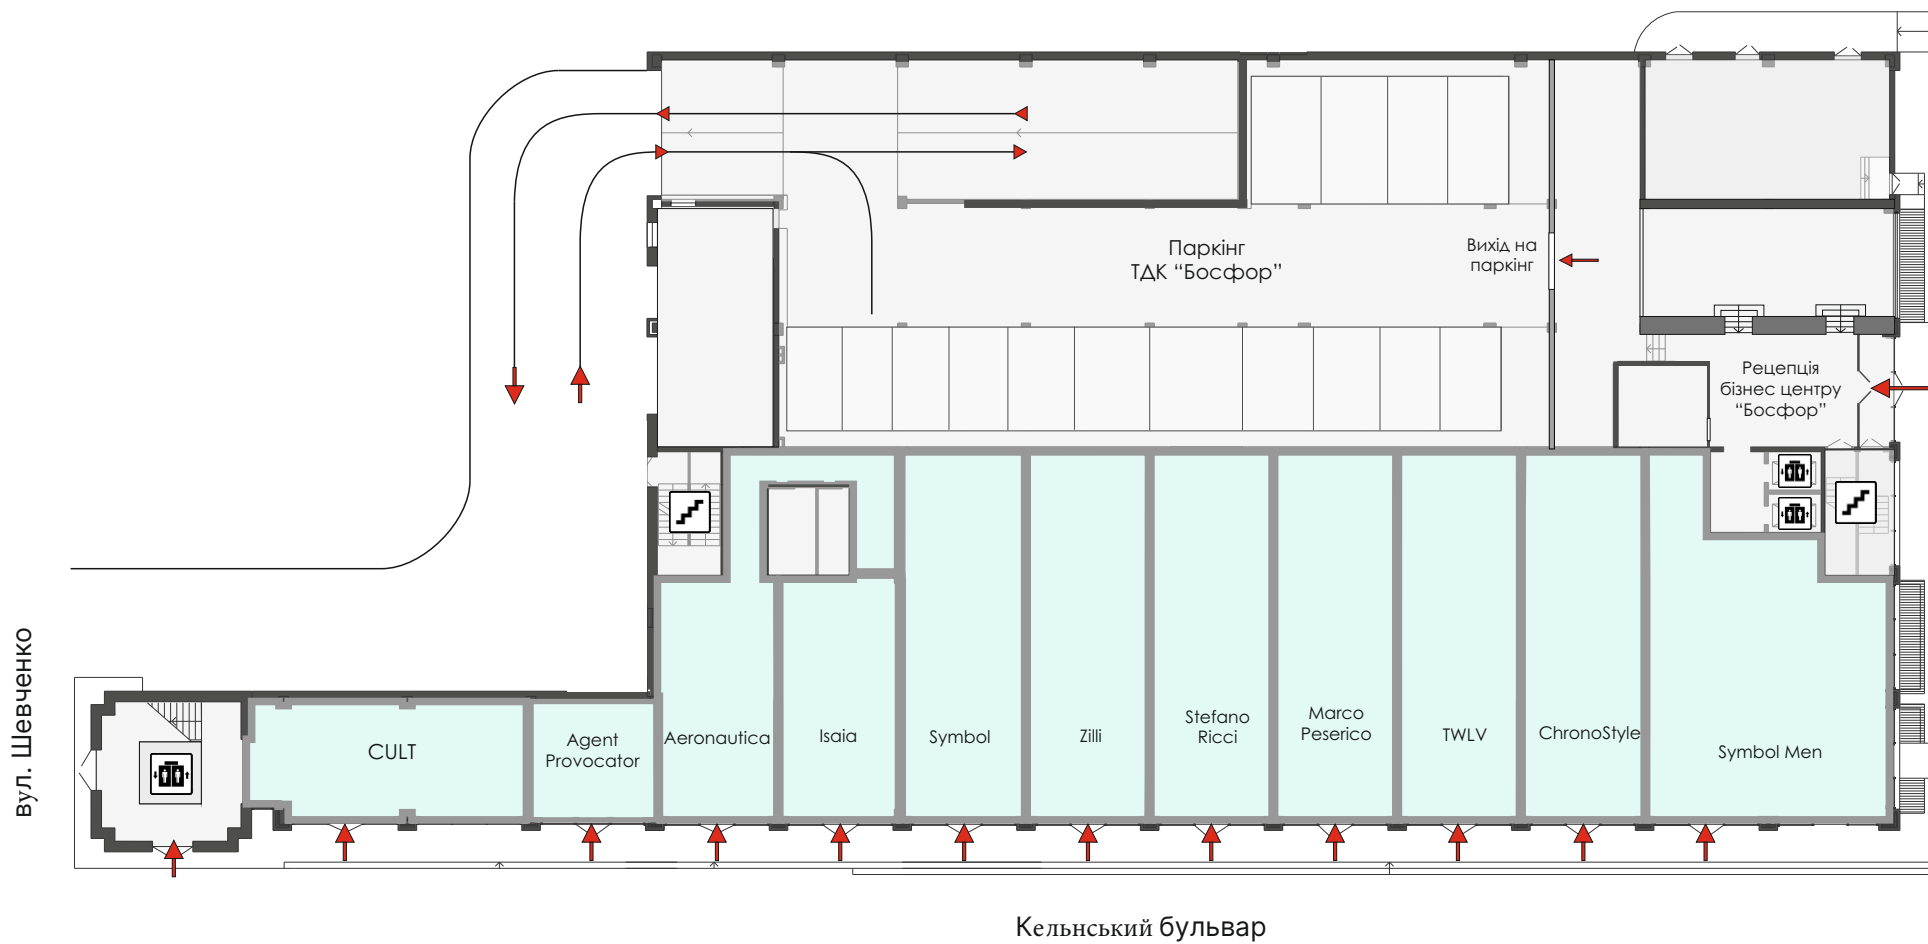 Паркінг
ТДК “Босфор”
Вихід на
паркінг
Рецепція
бізнес центру
“Босфор”
вул. Шевченко
CULT
Agent
Provocator
Aeronautica
Isaia
Symbol
Zilli
Stefano
Ricci
Marco
Peserico
TWLV
ChronoStyle
Symbol Men
Кельнський бульвар